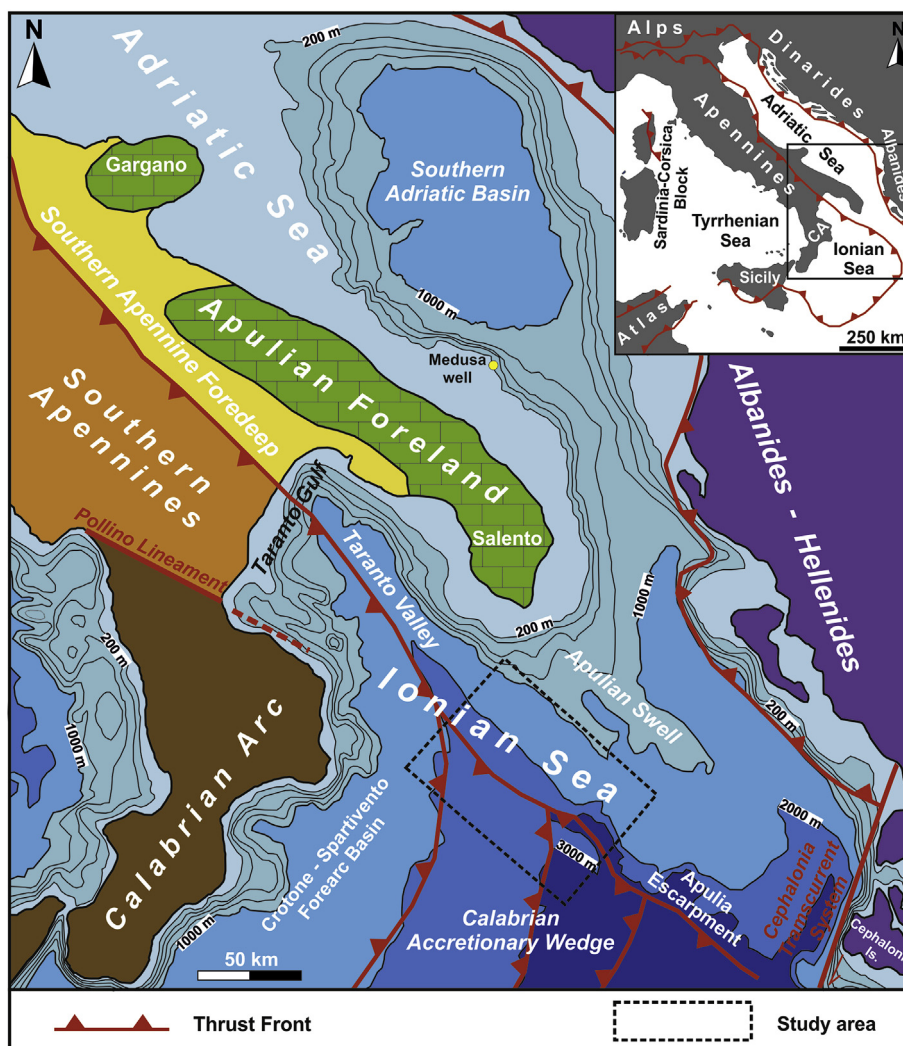 N
Adriatic Sea
200 m
Gargano
Southern
Adriatic Basin
1000 m
Southern Apennine Foredeep
Apulian Foreland
Medusa
well
Southern
Apennines
Pollino Lineament
Taranto Gulf
Taranto Valley
Salento
200 m
1000 m
Apulian Swell
Albanides - Hellenides
200 m
200 m
1000 m
Calabrian Arc
Ionian Sea
Crotone - Spartivento
Forearc Basin
1000 m
3000 m
2000 m
Calabrian
Accretionary Wedge
Apulia
Escarpment
Cephalonia
Tramscurrent
System
Cephalonia
Is.
50 km
N
Alps
Dinarides
Apennines
Adriatic
Sea
Albanides
Sardinia-Corsica
Block
Tyrrhenian
Sea
CA
Ionian
Sea
Sicily
Atlas
250 km
Thrust Front
Study area